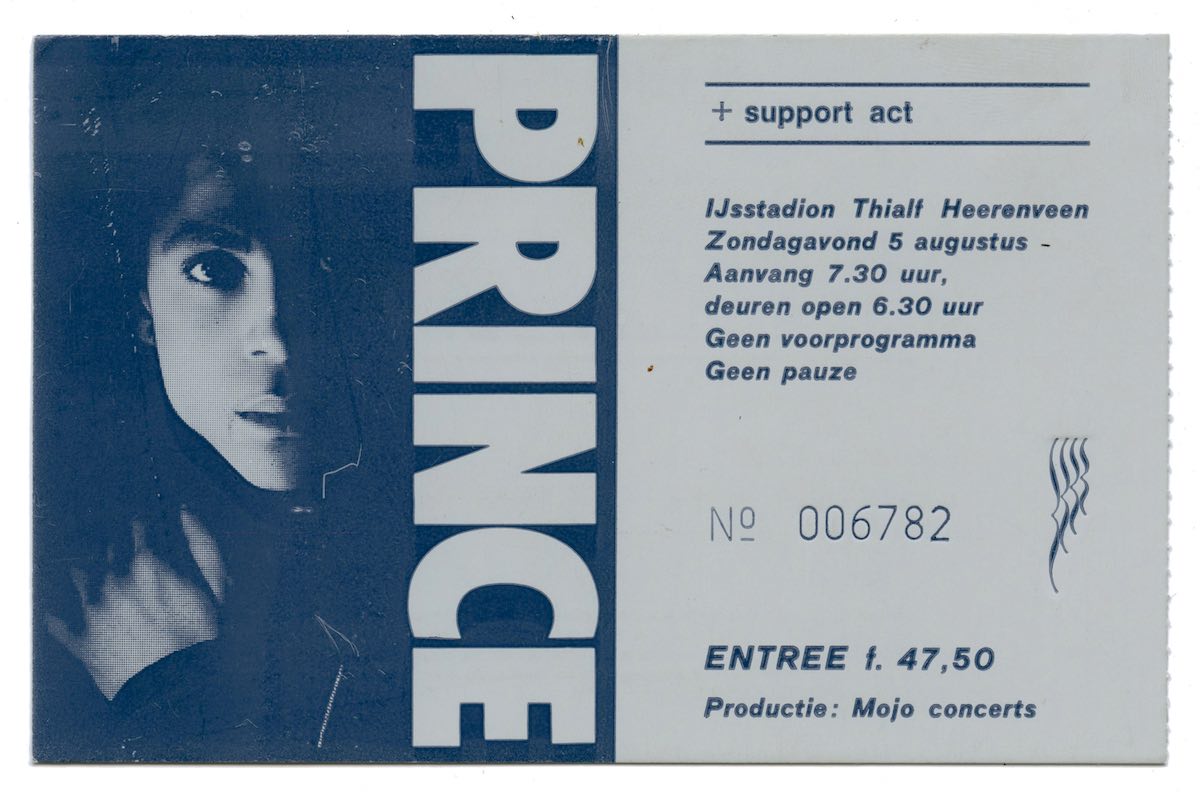 PRINCE
+ support act
IJsstadion Thialf Heerenveen
Zondagavond 5 augustus -
Aanvang 7.30 uur,
deuren open 6.30 uur
Geen voorprogramma
Geen pauze
Nº 006782
ENTREE f. 47,50
Productie: Mojo concerts